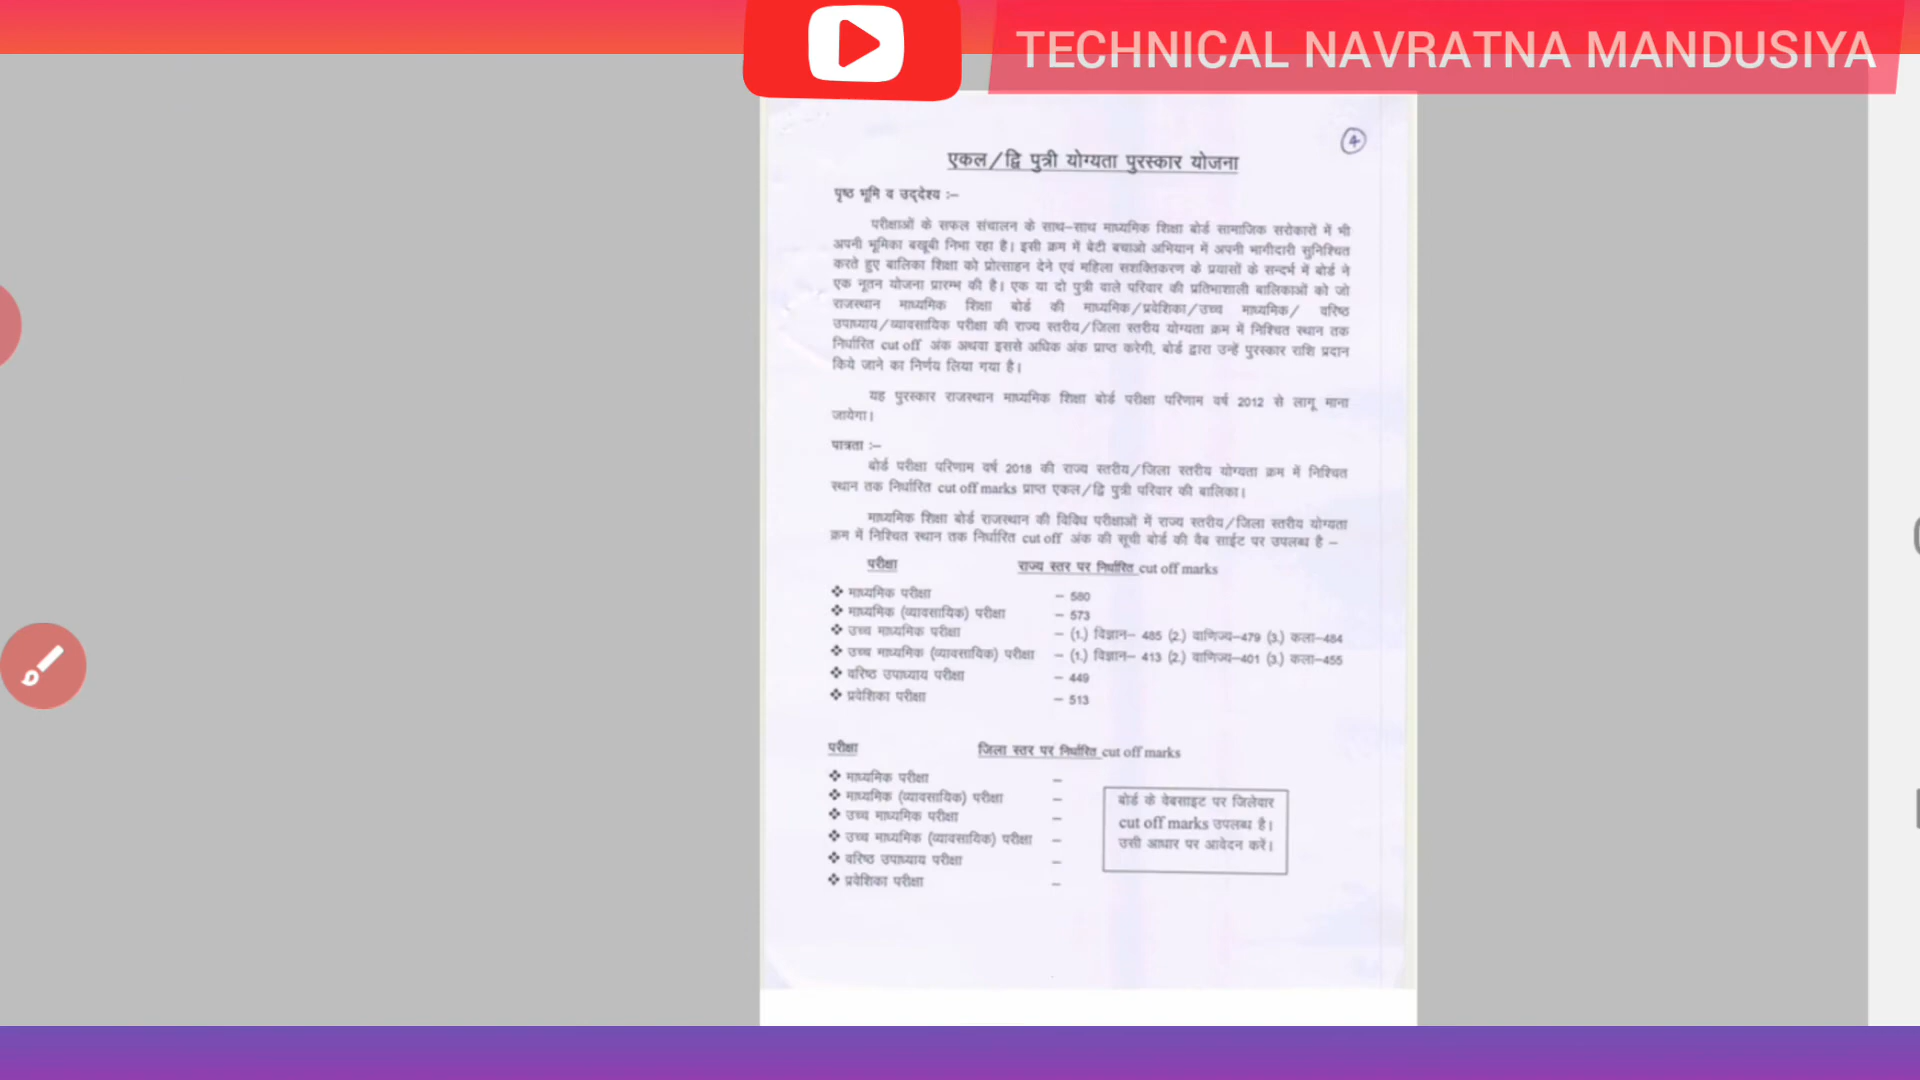 TECHNICAL NAVRATNA MANDUSIYA
4
एकल/द्वि पुत्री योग्यता पुरस्कार योजना
पृष्ठ भूमि व उद्देश्य :–
परीक्षाओं के सफल संचालन के साथ–साथ माध्यमिक शिक्षा बोर्ड सामाजिक सरोकारों में भी
अपनी भूमिका बखूबी निभा रहा है। इसी क्रम में बेटी बचाओ अभियान में अपनी भागीदारी सुनिश्चित
करते हुए बालिका शिक्षा को प्रोत्साहन देने एवं महिला सशक्तिकरण के प्रयासों के सन्दर्भ में बोर्ड ने
एक नूतन योजना प्रारम्भ की है। एक या दो पुत्री वाले परिवार की प्रतिभाशाली बालिकाओं को जो
राजस्थान माध्यमिक शिक्षा बोर्ड की माध्यमिक/प्रवेशिका/उच्च माध्यमिक/ वरिष्ठ
उपाध्याय/व्यावसायिक परीक्षा की राज्य स्तरीय/जिला स्तरीय योग्यता क्रम में निश्चित स्थान तक
निर्धारित cut off अंक अथवा इससे अधिक अंक प्राप्त करेगी, बोर्ड द्वारा उन्हें पुरस्कार राशि प्रदान
किये जाने का निर्णय लिया गया है।
यह पुरस्कार राजस्थान माध्यमिक शिक्षा बोर्ड परीक्षा परिणाम वर्ष 2012 से लागू माना
जायेगा।
पात्रता :–
बोर्ड परीक्षा परिणाम वर्ष 2018 की राज्य स्तरीय/जिला स्तरीय योग्यता क्रम में निश्चित
स्थान तक निर्धारित cut off marks प्राप्त एकल/द्वि पुत्री परिवार की बालिका।
माध्यमिक शिक्षा बोर्ड राजस्थान की विविध परीक्षाओं में राज्य स्तरीय/जिला स्तरीय योग्यता
क्रम में निश्चित स्थान तक निर्धारित cut off अंक की सूची बोर्ड की वैब साईट पर उपलब्ध है –
परीक्षा राज्य स्तर पर निर्धारित cut off marks
❖ माध्यमिक परीक्षा – 580
❖ माध्यमिक (व्यावसायिक) परीक्षा – 573
❖ उच्च माध्यमिक परीक्षा – (1.) विज्ञान– 485 (2.) वाणिज्य–479 (3.) कला–484
❖ उच्च माध्यमिक (व्यावसायिक) परीक्षा – (1.) विज्ञान– 413 (2.) वाणिज्य–401 (3.) कला–455
❖ वरिष्ठ उपाध्याय परीक्षा – 449
❖ प्रवेशिका परीक्षा – 513
परीक्षा जिला स्तर पर निर्धारित cut off marks
❖ माध्यमिक परीक्षा –
❖ माध्यमिक (व्यावसायिक) परीक्षा –
❖ उच्च माध्यमिक परीक्षा –
❖ उच्च माध्यमिक (व्यावसायिक) परीक्षा –
❖ वरिष्ठ उपाध्याय परीक्षा –
❖ प्रवेशिका परीक्षा –
बोर्ड के वेबसाइट पर जिलेवार
cut off marks उपलब्ध है।
उसी आधार पर आवेदन करें।